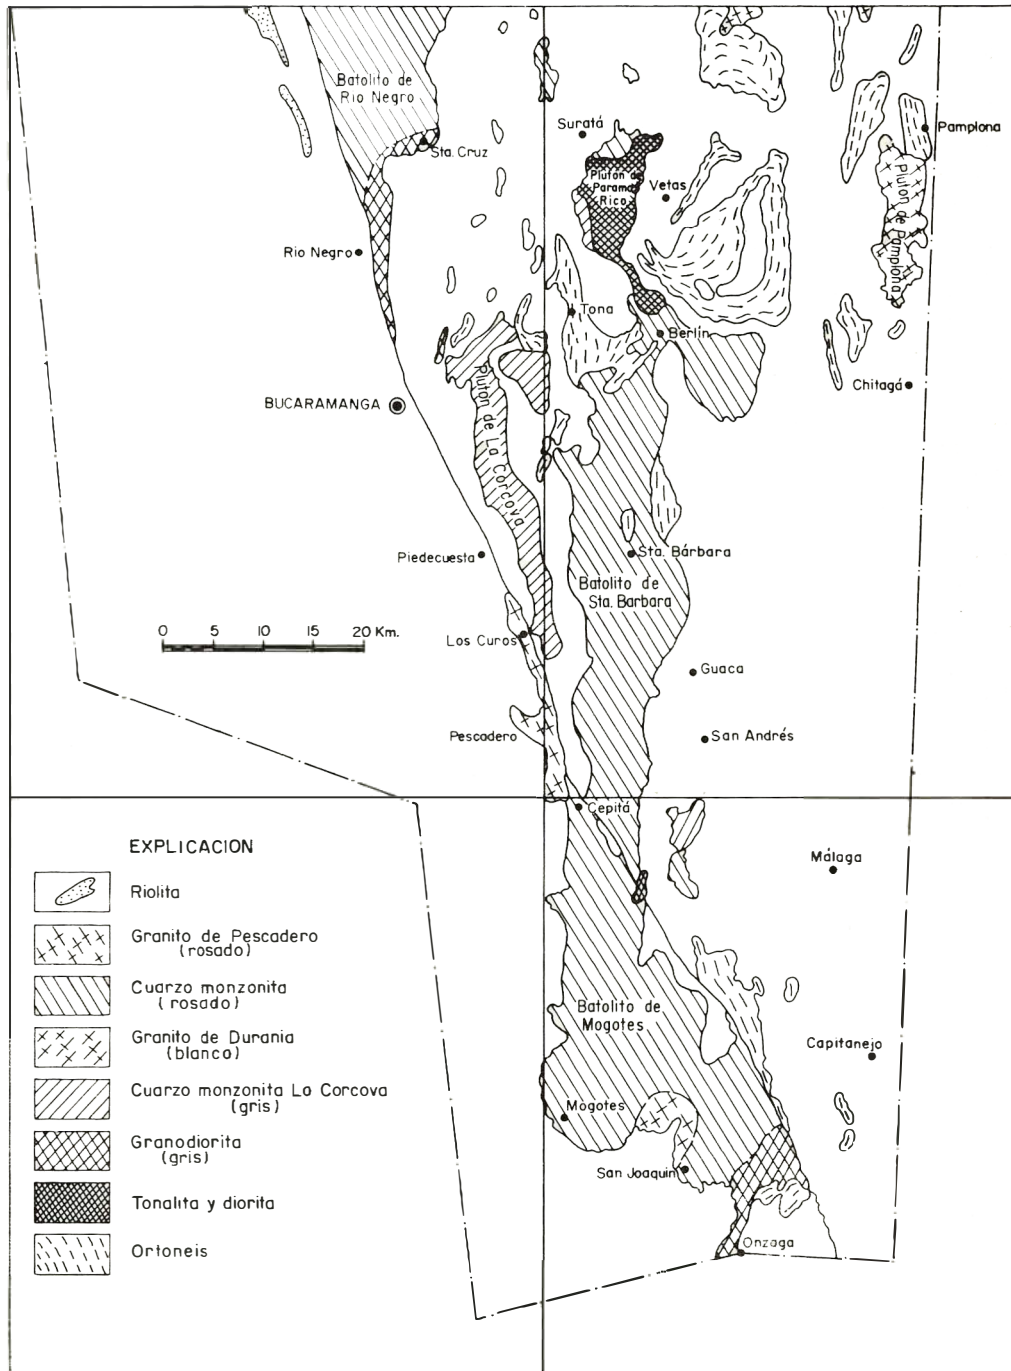 Batolito de
Rio Negro
Sta. Cruz
Suratá
Pamplona
Plutón de
Paramo
Rico
Vetas
Plutón de Pamplona
Rio Negro
Tona
Berlín
Chitagá
BUCARAMANGA
Plutón de La Corcova
Piedecuesta
Sta. Bárbara
Batolito de
Sta. Barbara
0 5 10 15 20 Km.
Los Curos
Guaca
Pescadero
San Andrés
Cepitá
Málaga
EXPLICACION
Riolita
Granito de Pescadero
(rosado)
Cuarzo monzonita
(rosado)
Granito de Durania
(blanco)
Cuarzo monzonita La Corcova
(gris)
Granodiorita
(gris)
Tonalita y diorita
Ortoneis
Batolito de
Mogotes
Capitanejo
Mogotes
San Joaquin
Onzaga